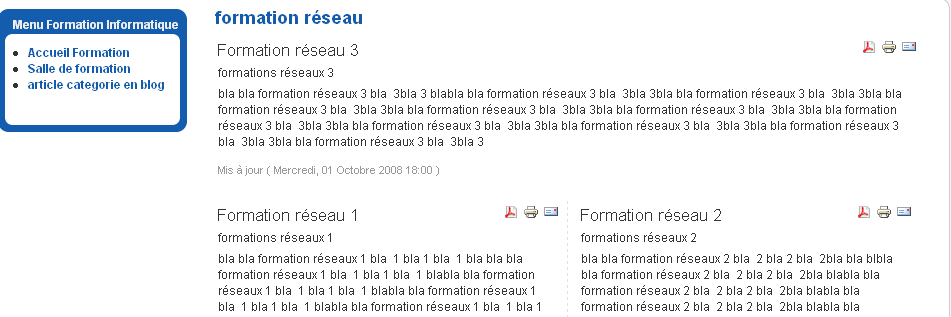 Menu Formation Informatique
Accueil Formation
Salle de formation
article categorie en blog
formation réseau
Formation réseau 3
formations réseaux 3
bla bla formation réseaux 3 bla 3bla 3 blabla bla formation réseaux 3 bla 3bla 3bla bla formation réseaux 3 bla 3bla 3bla bla
formation réseaux 3 bla 3bla 3bla bla formation réseaux 3 bla 3bla 3bla bla formation réseaux 3 bla 3bla 3bla bla formation
réseaux 3 bla 3bla 3bla bla formation réseaux 3 bla 3bla 3bla bla formation réseaux 3 bla 3bla 3bla bla formation réseaux 3
bla 3bla 3bla bla formation réseaux 3 bla 3bla 3
Mis à jour ( Mercredi, 01 Octobre 2008 18:00 )
Formation réseau 1
formations réseaux 1
bla bla formation réseaux 1 bla 1 bla 1 bla 1 bla bla bla
formation réseaux 1 bla 1 bla 1 bla 1 blabla bla formation
réseaux 1 bla 1 bla 1 bla 1 blabla bla formation réseaux 1
bla 1 bla 1 bla 1 blabla bla formation réseaux 1 bla 1 bla 1
Formation réseau 2
formations réseaux 2
bla bla formation réseaux 2 bla 2 bla 2 bla 2bla bla blbla
bla formation réseaux 2 bla 2 bla 2 bla 2bla blabla bla
formation réseaux 2 bla 2 bla 2 bla 2bla blabla bla
formation réseaux 2 bla 2 bla 2 bla 2bla blabla bla